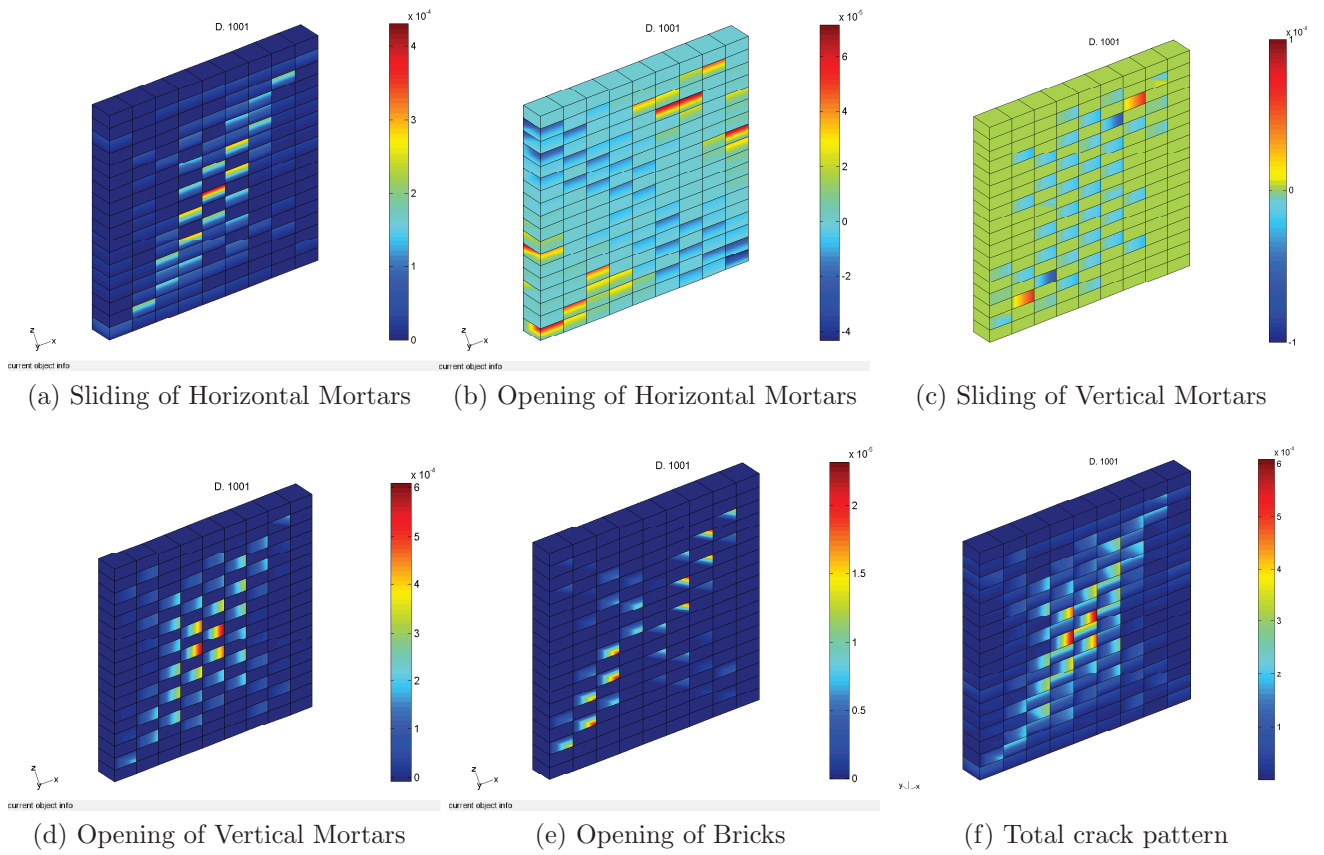 D. 1001
x 10-4
4
3
2
1
0
z
y x
current object info
(a) Sliding of Horizontal Mortars
D. 1001
x 10-5
6
4
2
0
-2
-4
z
y x
current object info
(b) Opening of Horizontal Mortars
D. 1001
x 10-4
1
0
-1
(c) Sliding of Vertical Mortars
D. 1001
x 10-4
6
5
4
3
2
1
0
z
y x
current object info
(d) Opening of Vertical Mortars
D. 1001
x 10-5
2
1.5
1
0.5
0
z
y x
current object info
(e) Opening of Bricks
D. 1001
x 10-4
6
5
4
3
2
1
y x
(f) Total crack pattern